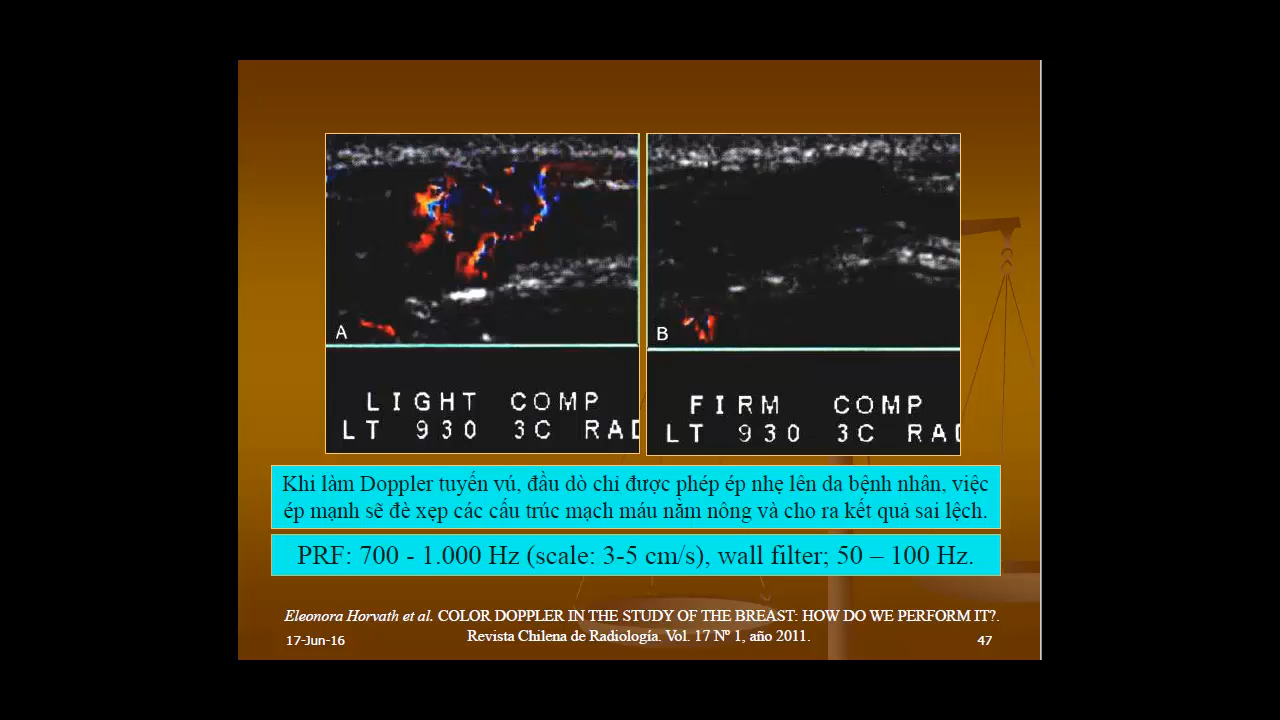 A
B
LIGHT COMP
LT 930 3C RAD
FIRM COMP
LT 930 3C RAD
Khi làm Doppler tuyến vú, đầu dò chỉ được phép ép nhẹ lên da bệnh nhân, việc
ép mạnh sẽ đè xẹp các cấu trúc mạch máu nằm nông và cho ra kết quả sai lệch.
PRF: 700 - 1.000 Hz (scale: 3-5 cm/s), wall filter; 50 – 100 Hz.
Eleonora Horvath et al. COLOR DOPPLER IN THE STUDY OF THE BREAST: HOW DO WE PERFORM IT?.
Revista Chilena de Radiología. Vol. 17 Nº 1, año 2011.
17-Jun-16
47